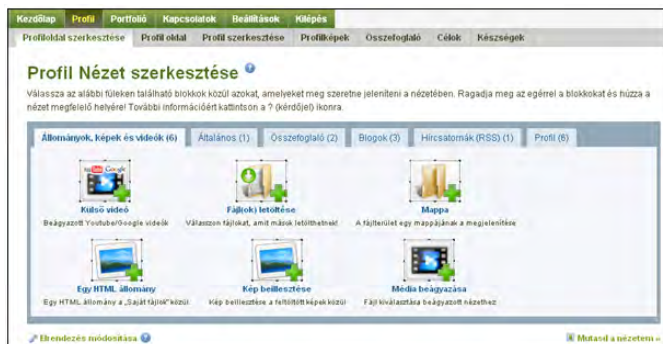 Kezdőlap Profil Portfolió Kapcsolatok Beállítások Kilépés
Profiloldal szerkesztése Profil oldal Profil szerkesztése Profilképek Összefoglaló Célok Készségek
Profil Nézet szerkesztése ?
Válassza az alábbi füleken található blokkok közül azokat, amelyeket meg szeretne jeleníteni a nézetében. Ragadja meg az egérrel a blokkokat és húzza a
nézet megfelelő helyére! További információért kattintson a ? (kérdőjel) ikonra.
Állományok, képek és videók (6) Általános (1) Összefoglaló (2) Blogok (3) Hírcsatornák (RSS) (1) Profil (6)
Külső videó Fájl(ok) letöltése Mappa
Beágyazott Youtube/Google videók Válasszon fájlokat, amit mások letölthetnek! A fájlterület egy mappájának a megjelenítése
Egy HTML állomány Kép beillesztése Média beágyazása
Egy HTML állomány a „Saját fájlok” közül Kép beillesztése a feltöltött képek közül Fájl kiválasztása beágyazott nézethez
Elrendezés módosítása ? Mutasd a nézetem »